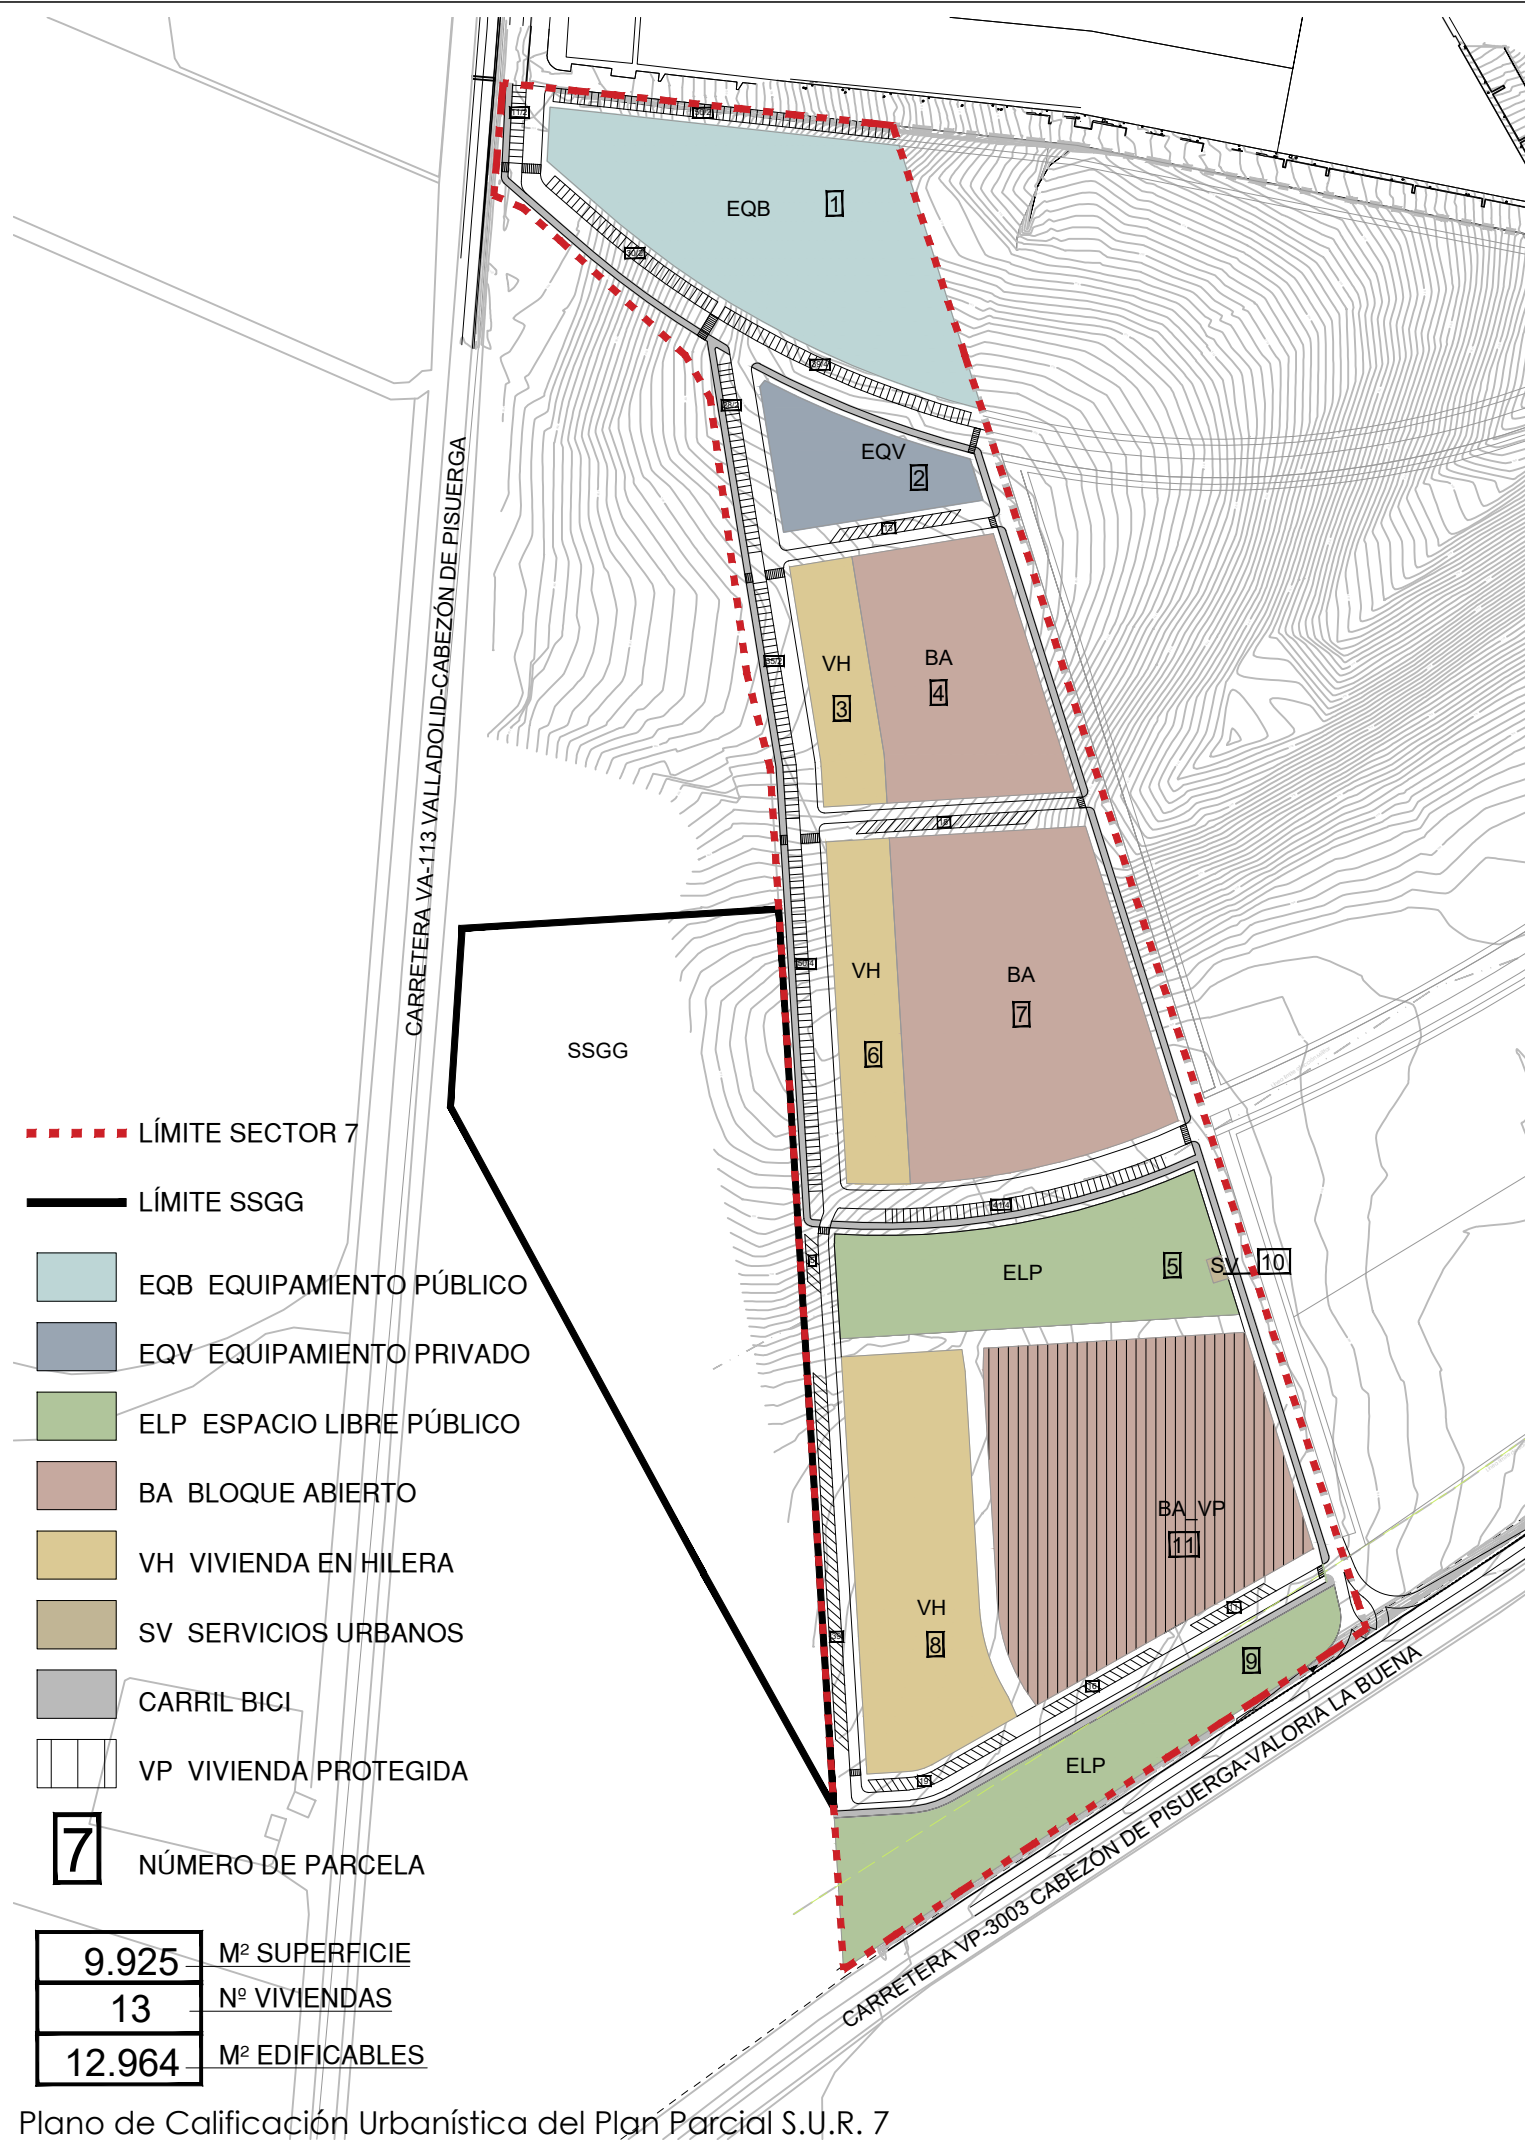 EQB 1
EQV
2
13
VH
3
BA
4
CARRETERA VA-113 VALLADOLID-CABEZÓN DE PISUERGA
VH
6
BA
7
SSGG
ELP
5
SV 10
BA_VP
11
VH
8
9
ELP
CARRETERA VP-3003 CABEZÓN DE PISUERGA-VALORIA LA BUENA
LÍMITE SECTOR 7
LÍMITE SSGG
EQB EQUIPAMIENTO PÚBLICO
EQV EQUIPAMIENTO PRIVADO
ELP ESPACIO LIBRE PÚBLICO
BA BLOQUE ABIERTO
VH VIVIENDA EN HILERA
SV SERVICIOS URBANOS
CARRIL BICI
VP VIVIENDA PROTEGIDA
7 NÚMERO DE PARCELA
9.925 M² SUPERFICIE
13 Nº VIVIENDAS
12.964 M² EDIFICABLES
Plano de Calificación Urbanística del Plan Parcial S.U.R. 7